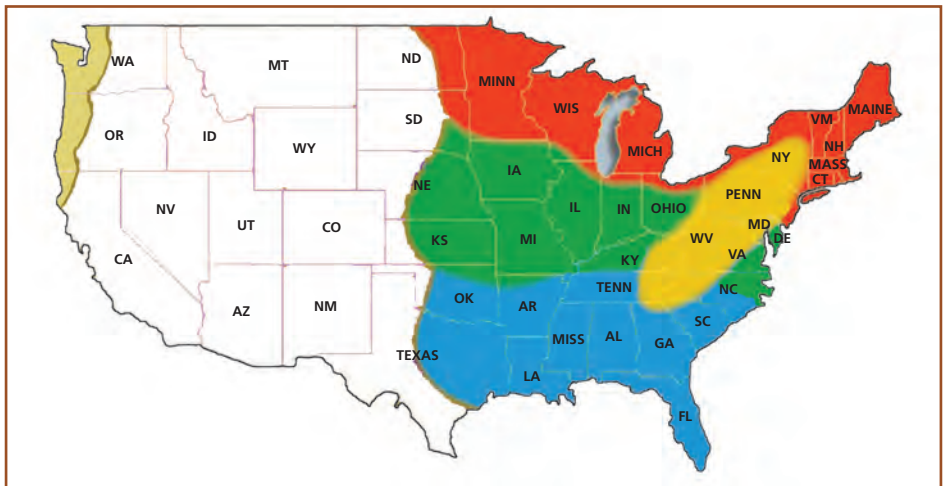 WA
MT
ND
MINN
OR
ID
WY
SD
WIS
MICH
VM
MAINE
NH
NY
MASS
CT
NV
UT
CO
NE
IA
IL
IN
OHIO
PENN
MD
DE
CA
KS
MI
KY
WV
VA
AZ
NM
OK
AR
TENN
NC
SC
TEXAS
MISS
AL
GA
LA
FL